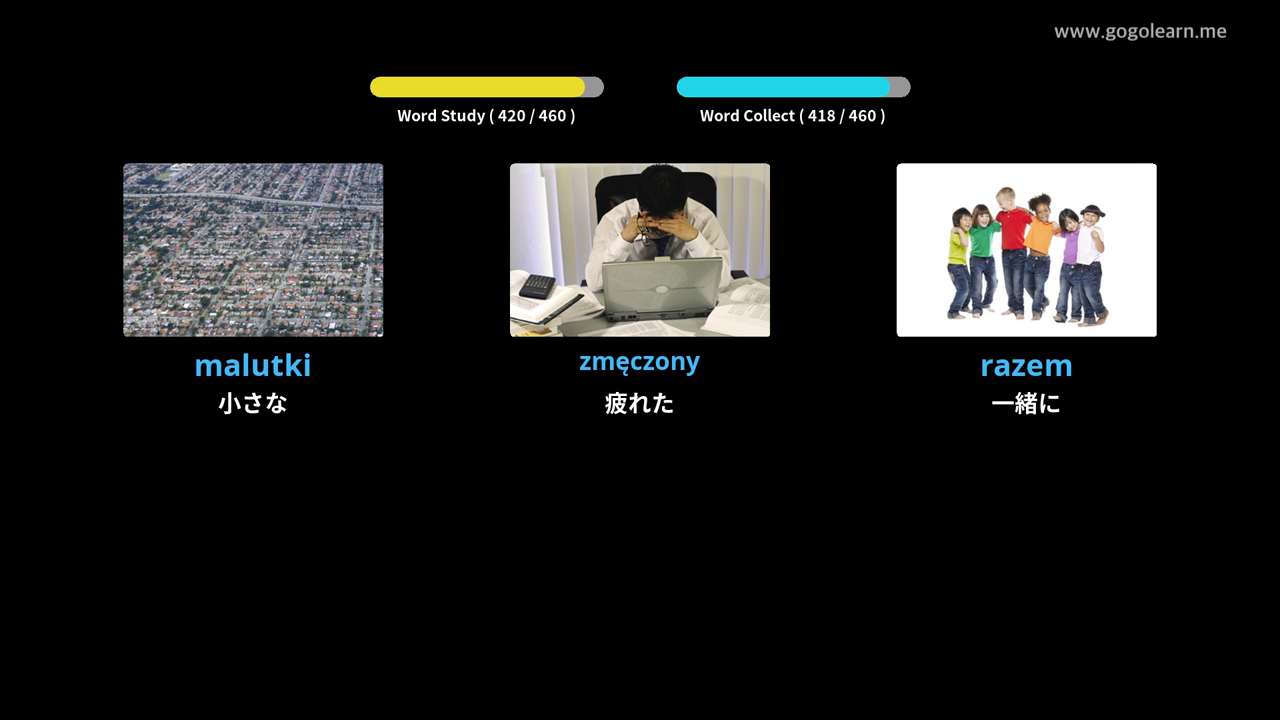 www.gogolearn.me
Word Study ( 420 / 460 )
Word Collect ( 418 / 460 )
malutki
小さな
zmęczony
疲れた
razem
一緒に